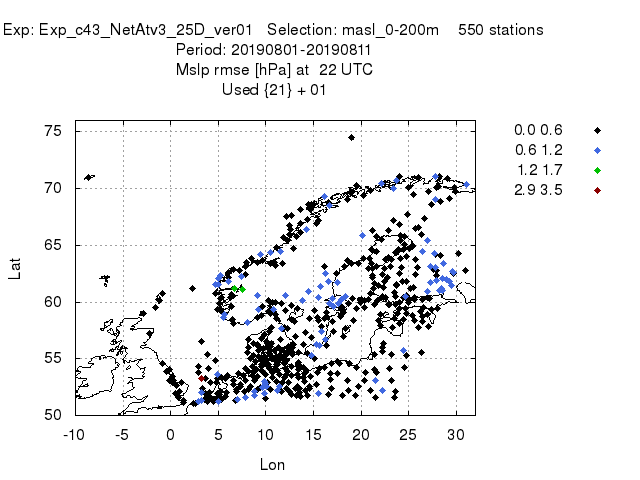 Exp: Exp_c43_NetAtv3_25D_ver01 Selection: masl_0-200m 550 stations
Period: 20190801-20190811
Mslp rmse [hPa] at 22 UTC
Used {21} + 01
0.0 0.6
0.6 1.2
1.2 1.7
2.9 3.5
75
70
65
60
55
50
Lat
-10 -5 0 5 10 15 20 25 30
Lon